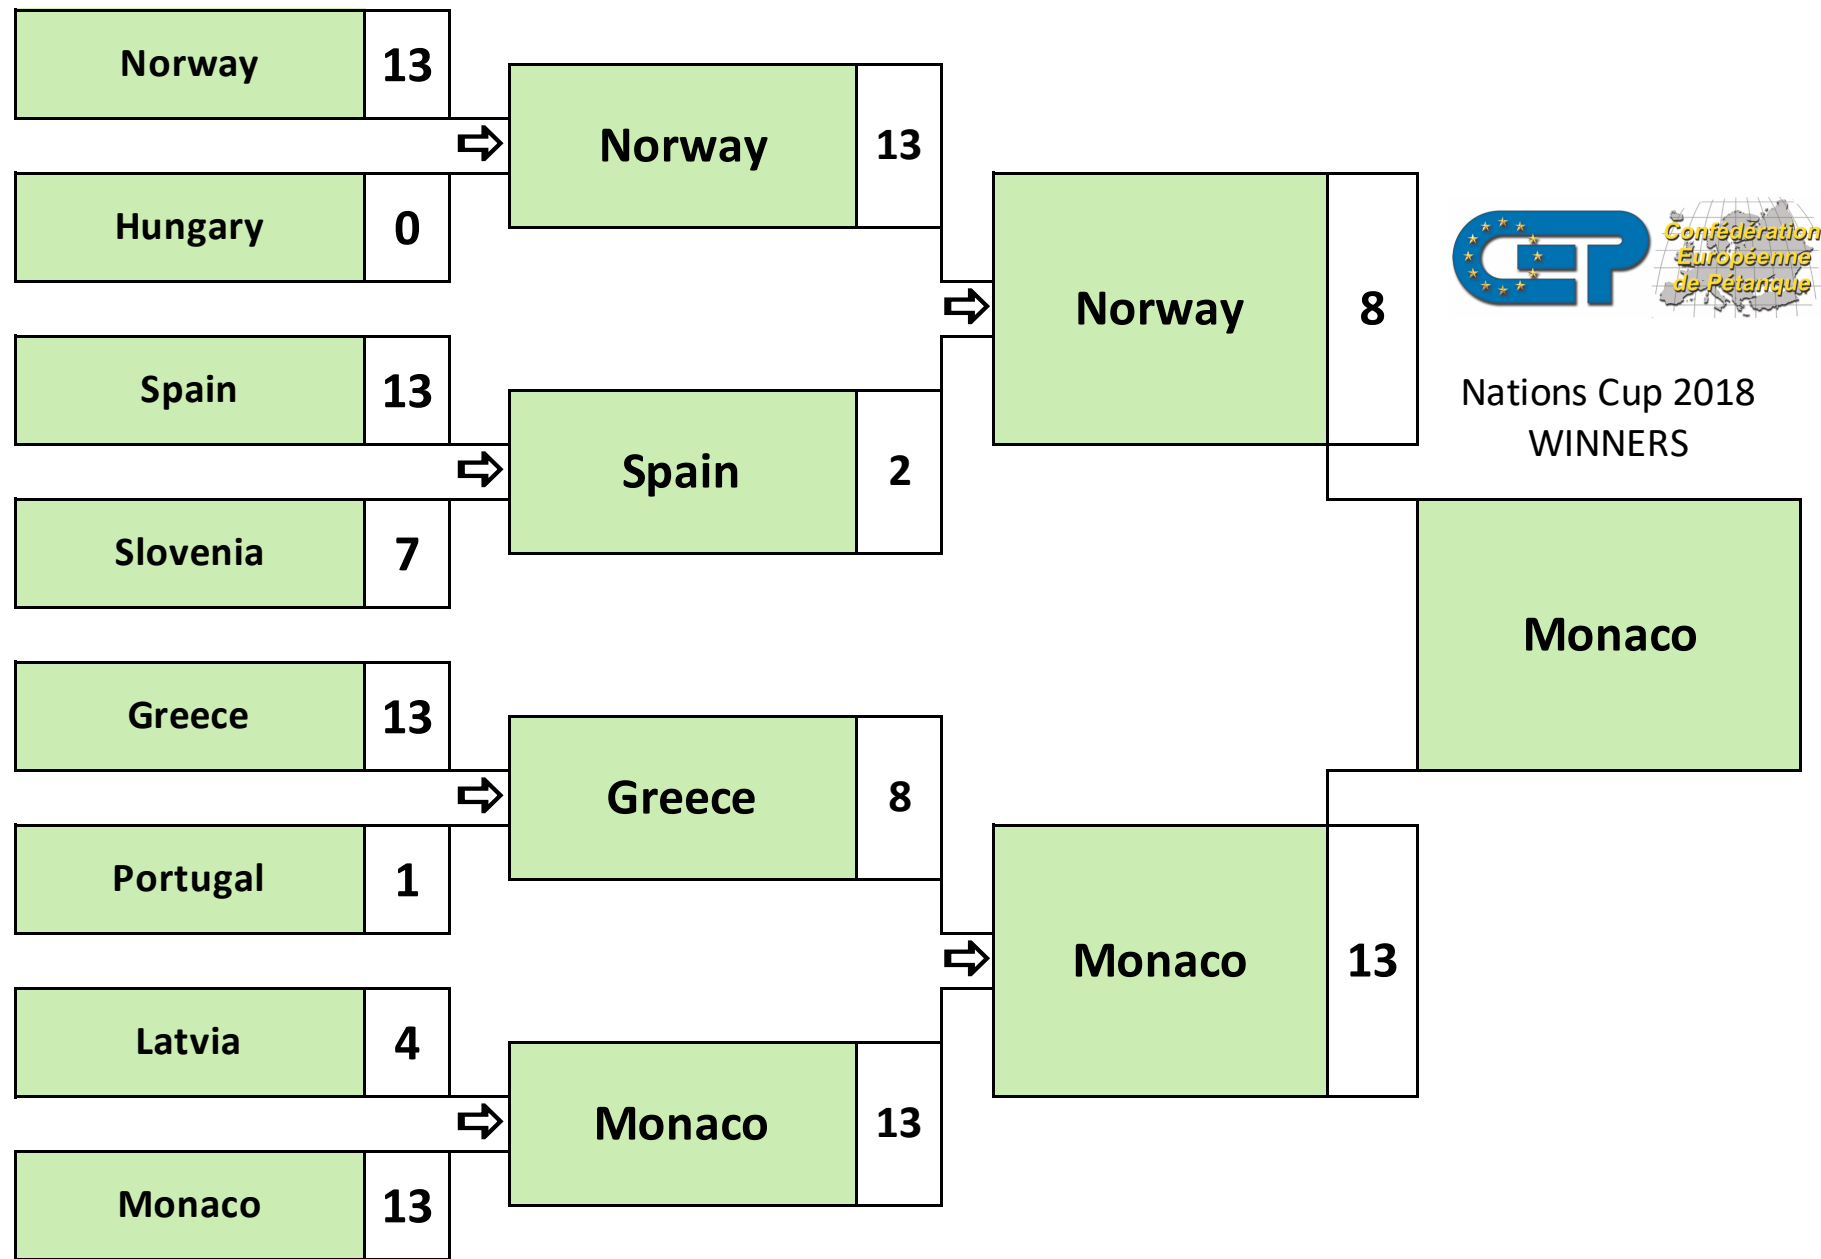 Norway 13
Hungary 0
Spain 13
Slovenia 7
Greece 13
Portugal 1
Latvia 4
Monaco 13
Norway 13
Spain 2
Greece 8
Monaco 13
Norway 8
Monaco 13
CEP
Confédération
Européenne
de Pétanque
Nations Cup 2018
WINNERS
Monaco